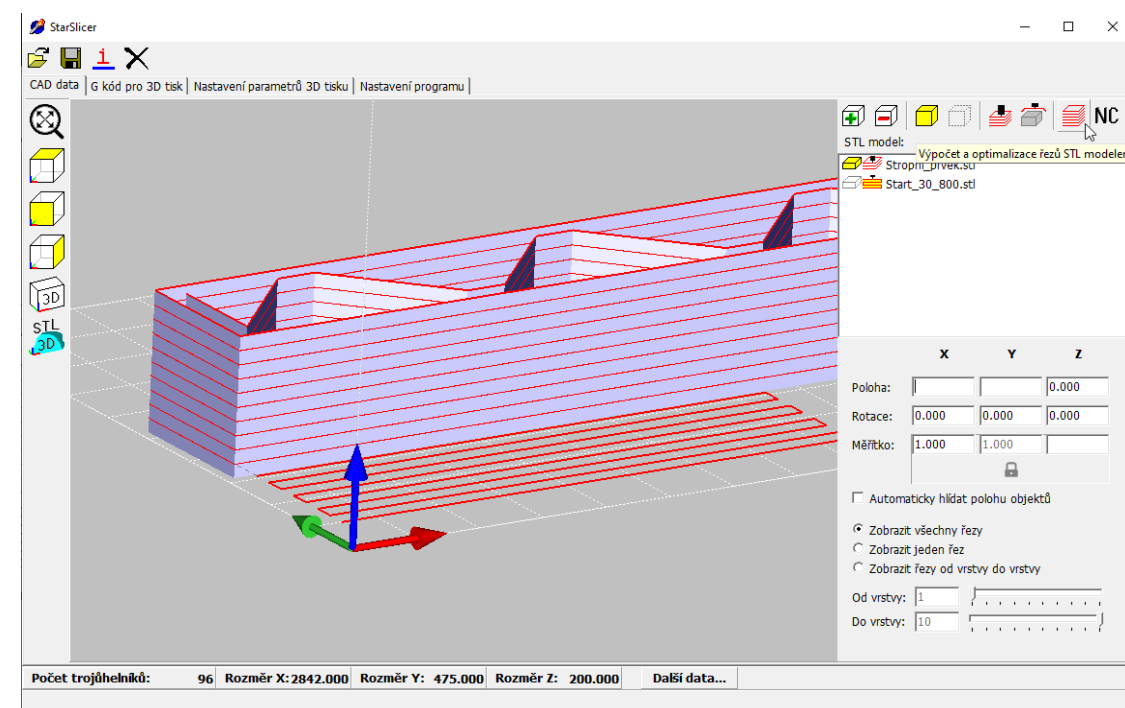 StarSlicer
i
CAD data G kód pro 3D tisk Nastavení parametrů 3D tisku Nastavení programu
NC
STL model:
Výpočet a optimalizace řezů STL modelem
Stropni_prvek.stl
Start_30_800.stl
3D
STL
3D
X Y Z
Poloha: 0.000
Rotace: 0.000 0.000 0.000
Měřítko: 1.000 1.000
Automaticky hlídat polohu objektů
Zobrazit všechny řezy
Zobrazit jeden řez
Zobrazit řezy od vrstvy do vrstvy
Od vrstvy: 1
Do vrstvy: 10
Počet trojúhelníků: 96 Rozměr X: 2842.000 Rozměr Y: 475.000 Rozměr Z: 200.000 Další data...